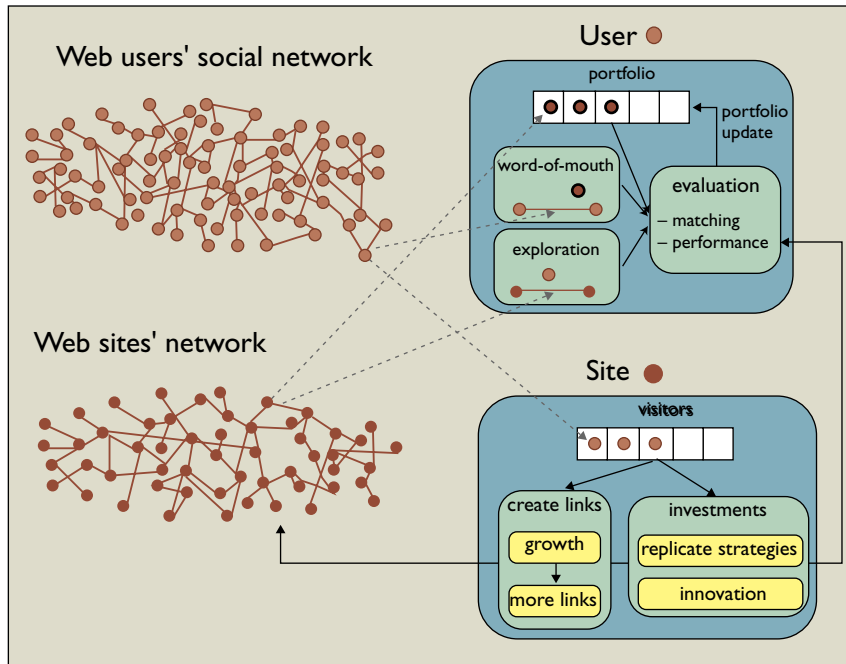 Web users' social network
User
portfolio
portfolio
update
word-of-mouth
evaluation
– matching
– performance
exploration
Web sites' network
Site
visitors
create links
growth
more links
investments
replicate strategies
innovation